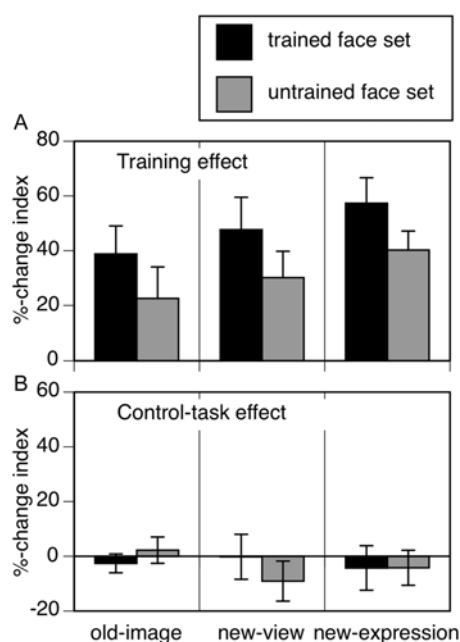 trained face set
untrained face set
A
80
60
40
20
0
%-change index
Training effect
B
60
40
20
0
-20
%-change index
Control-task effect
old-image new-view new-expression